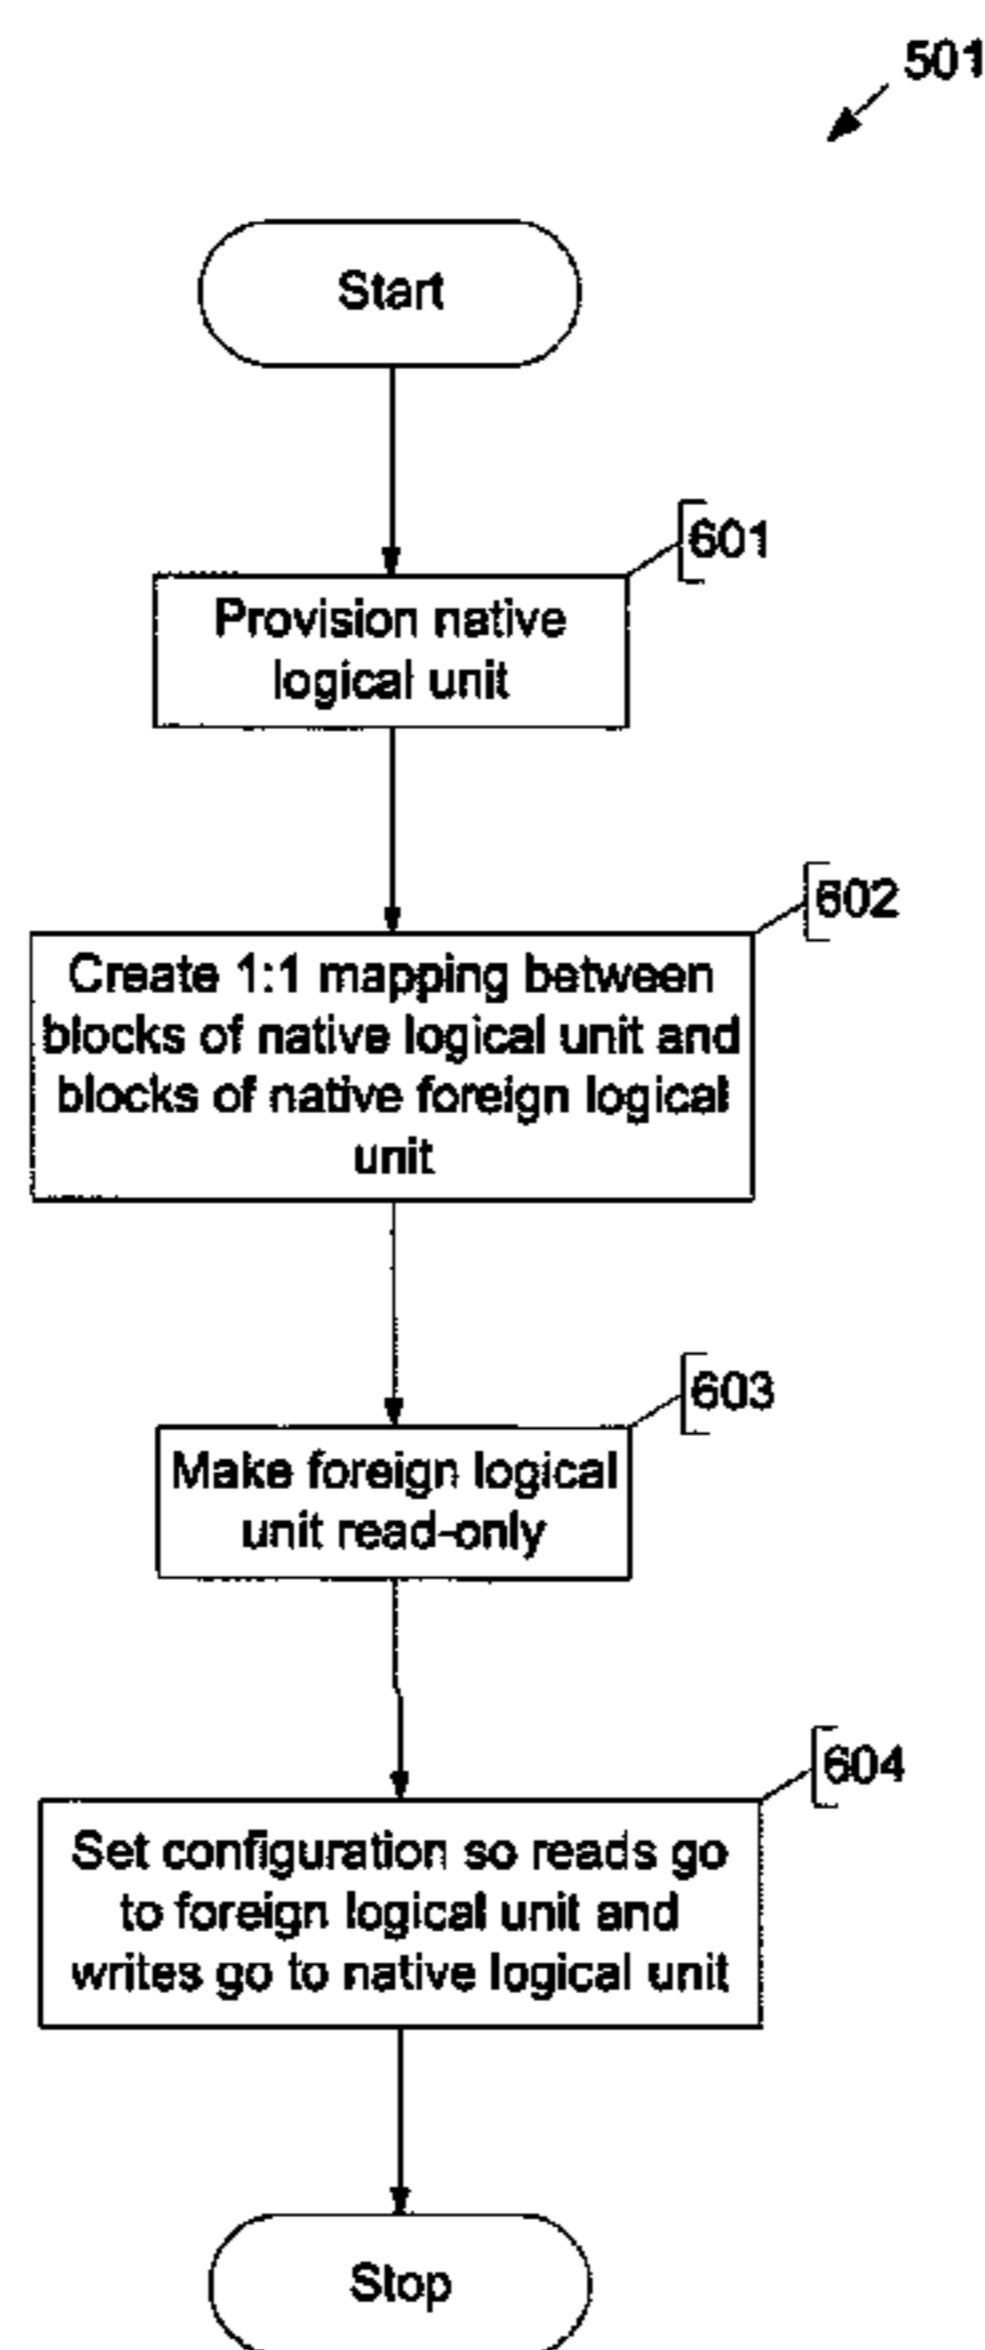 501
Start
601
Provision native
logical unit
602
Create 1:1 mapping between
blocks of native logical unit and
blocks of native foreign logical
unit
603
Make foreign logical
unit read-only
604
Set configuration so reads go
to foreign logical unit and
writes go to native logical unit
Stop